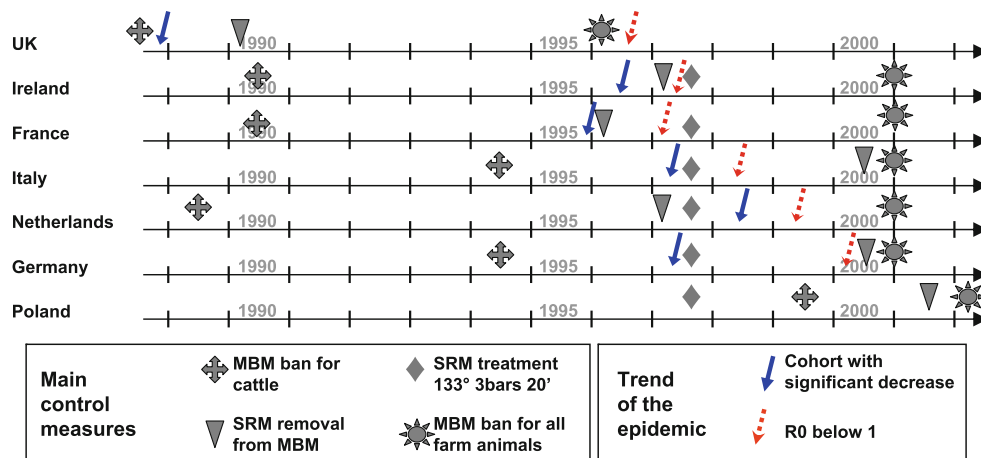 UK 1990 1995 2000
Ireland 1990 1995 2000
France 1990 1995 2000
Italy 1990 1995 2000
Netherlands 1990 1995 2000
Germany 1990 1995 2000
Poland 1990 1995 2000
Main
control
measures
MBM ban for
cattle
SRM treatment
133° 3bars 20’
SRM removal
from MBM
MBM ban for all
farm animals
Trend
of the
epidemic
Cohort with
significant decrease
R0 below 1